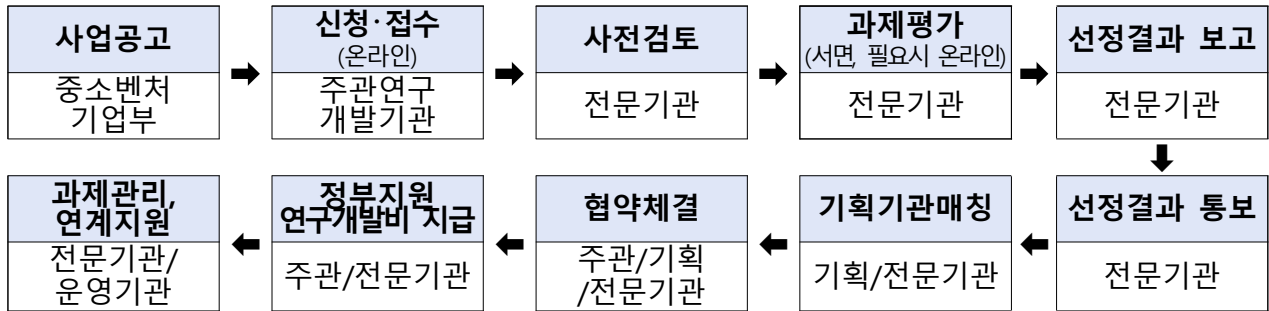 사업공고
중소벤처
기업부
신청·접수
(온라인)
주관연구
개발기관
사전검토
전문기관
과제평가
(서면, 필요시 온라인)
전문기관
선정결과 보고
전문기관
선정결과 통보
전문기관
기획기관매칭
기획/전문기관
협약체결
주관/기획
/전문기관
정부지원
연구개발비 지급
주관/전문기관
과제관리,
연계지원
전문기관/
운영기관